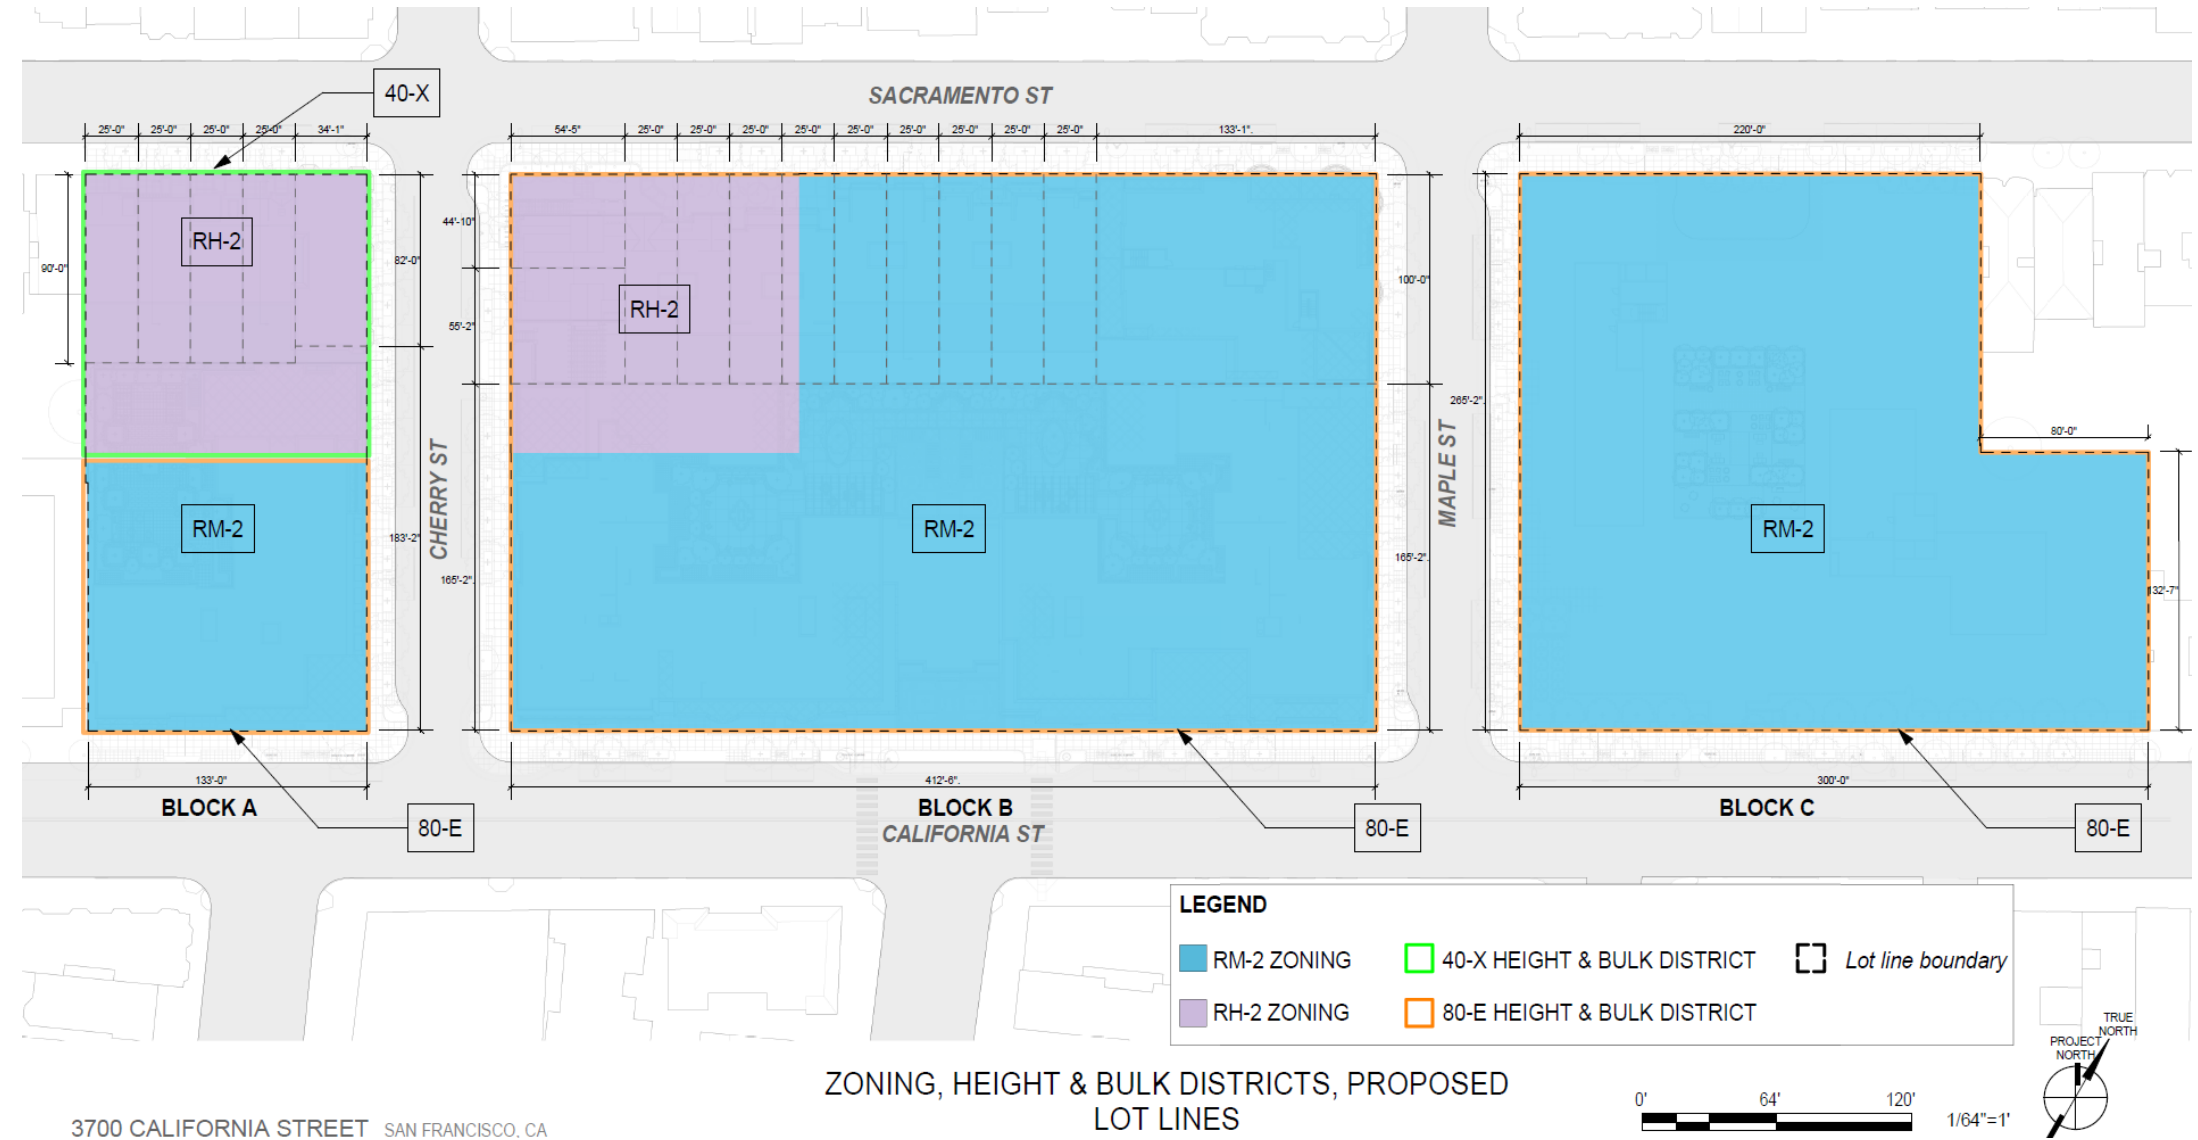 40-X
SACRAMENTO ST
25'-0" 25'-0" 25'-0" 25'-0" 34'-1"
54'-5" 25'-0" 25'-0" 25'-0" 25'-0" 25'-0" 25'-0" 25'-0" 25'-0" 25'-0" 133'-1".
220'-0"
RH-2
90'-0"
82'-0"
44'-10"
RH-2
55'-2"
100'-0"
265'-2"
80'-0"
CHERRY ST
MAPLE ST
RM-2
RM-2
RM-2
183'-2"
165'-2".
165'-2"
132'-7"
133'-0"
412'-6".
300'-0"
BLOCK A
BLOCK B
BLOCK C
80-E
CALIFORNIA ST
80-E
80-E
LEGEND
RM-2 ZONING
40-X HEIGHT & BULK DISTRICT
Lot line boundary
RH-2 ZONING
80-E HEIGHT & BULK DISTRICT
TRUE
NORTH
PROJECT
NORTH
ZONING, HEIGHT & BULK DISTRICTS, PROPOSED
LOT LINES
0' 64' 120'
1/64"=1'
3700 CALIFORNIA STREET SAN FRANCISCO, CA